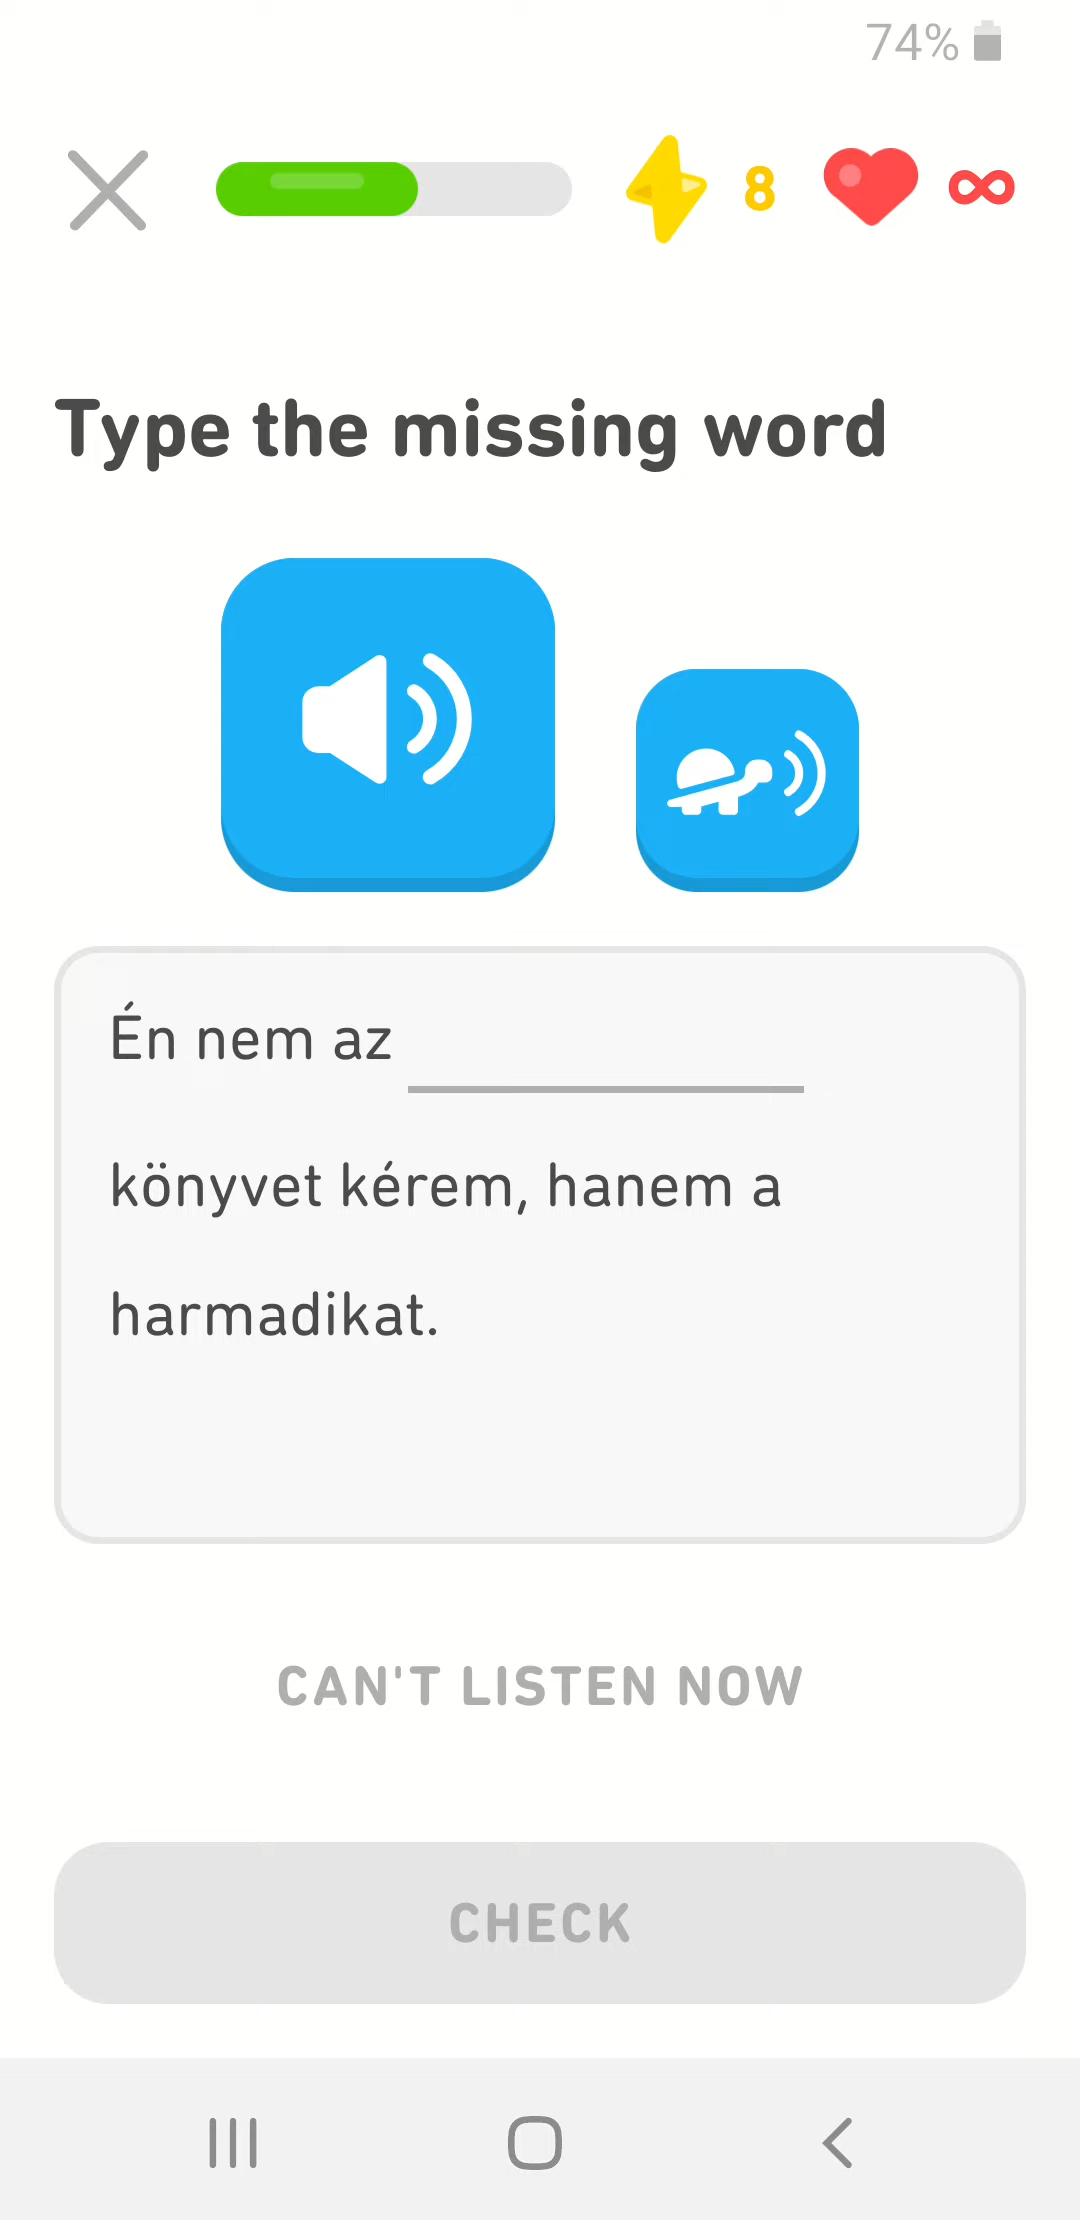 74%
8
Type the missing word
Én nem az
könyvet kérem, hanem a
harmadikat.
CAN'T LISTEN NOW
CHECK